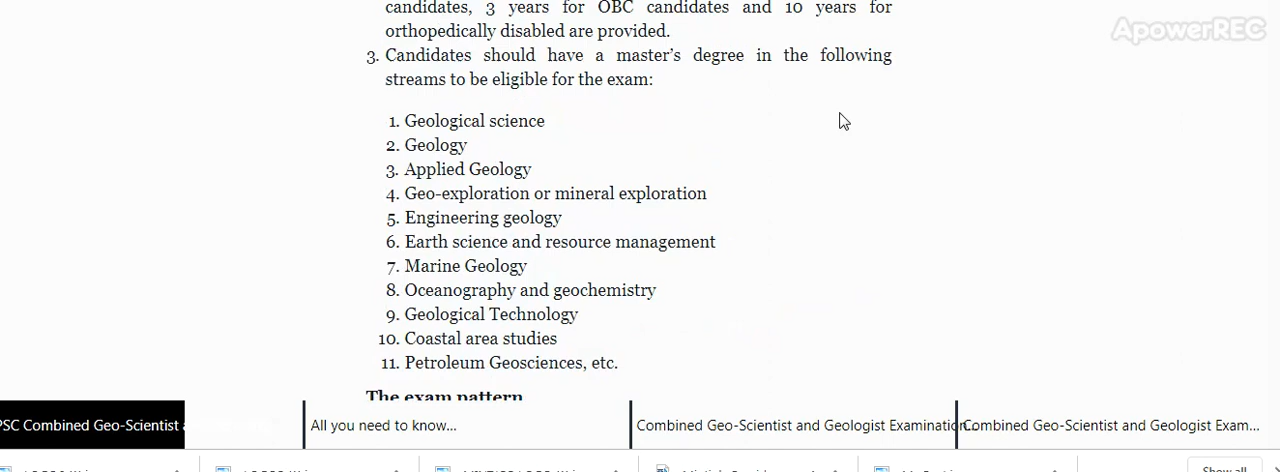 candidates, 3 years for OBC candidates and 10 years for
ApowerREC
orthopedically disabled are provided.
3. Candidates should have a master's degree in the following
streams to be eligible for the exam:
1. Geological science
2. Geology
3. Applied Geology
4. Geo-exploration or mineral exploration
5. Engineering geology
6. Earth science and resource management
7. Marine Geology
8. Oceanography and geochemistry
9. Geological Technology
10. Coastal area studies
11. Petroleum Geosciences, etc.
The exam pattern
PSC Combined Geo-Scientist
All you need to know...
Combined Geo-Scientist and Geologist Examination
Combined Geo-Scientist and Geologist Exam...
Show all